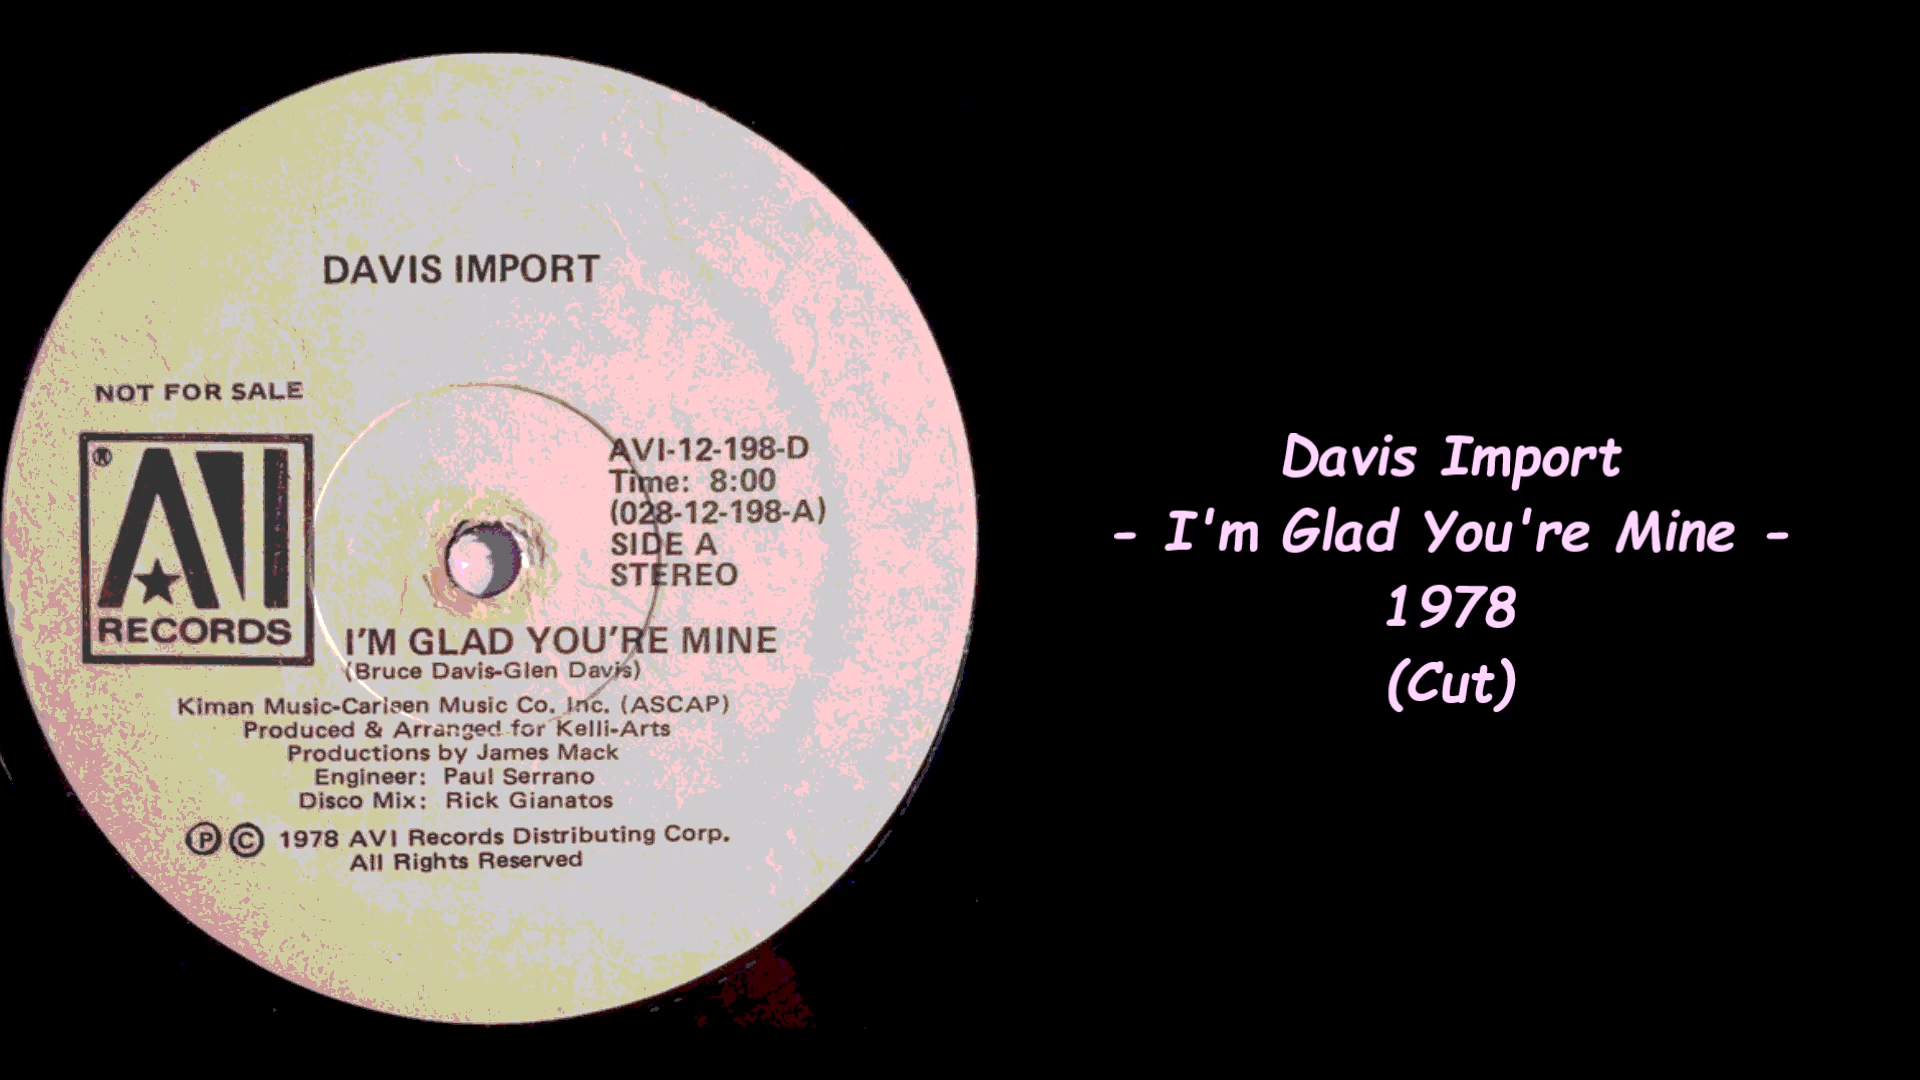 DAVIS IMPORT
NOT FOR SALE
®
AVI
RECORDS
AVI-12-198-D
Time: 8:00
(028-12-198-A)
SIDE A
STEREO
I'M GLAD YOU'RE MINE
(Bruce Davis-Glen Davis)
Kiman Music-Carleen Music Co. Inc. (ASCAP)
Produced & Arranged for Kelli-Arts
Productions by James Mack
Engineer: Paul Serrano
Disco Mix: Rick Gianatos
Ⓟ © 1978 AVI Records Distributing Corp.
All Rights Reserved
Davis Import
- I'm Glad You're Mine -
1978
(Cut)